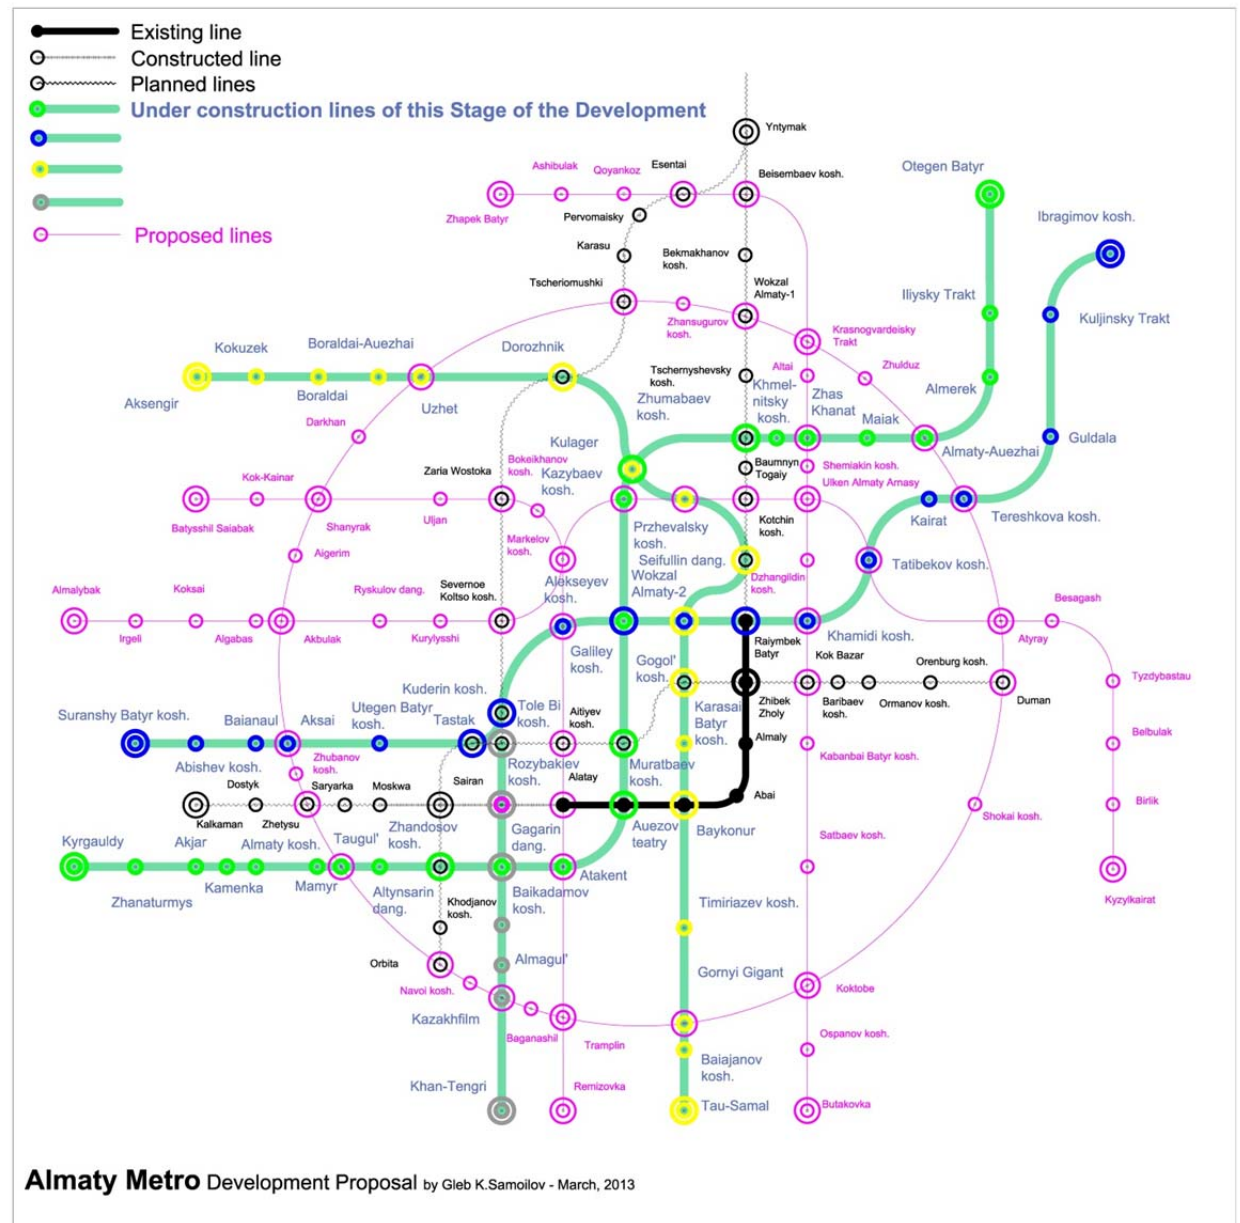 Existing line
Constructed line
Planned lines
Under construction lines of this Stage of the Development
Proposed lines
Yntymak
Ashibulak
Qoyankoz
Esentai
Beisembaev kosh.
Otegen Batyr
Zhapek Batyr
Pervomaisky
Ibragimov kosh.
Karasu
Bekmakhanov
kosh.
Tscheriomushki
Wokzal
Almaty-1
Iliysky Trakt
Kuljinsky Trakt
Zhansugurov
kosh.
Krasnogvardeisky
Trakt
Kokuzek
Boraldai-Auezhai
Dorozhnik
Tschernyshevsky
kosh.
Altai
Zhulduz
Aksengir
Boraldai
Uzhet
Zhumabaev
kosh.
Khmel-
nitsky
kosh.
Zhas
Khanat
Almerek
Maiak
Darkhan
Kulager
Almaty-Auezhai
Guldala
Kok-Kainar
Zaria Wostoka
Bokeikhanov
kosh.
Kazybaev
kosh.
Baumnyn
Togaiy
Shemiakin kosh.
Ulken Almaty Arnasy
Batysshil Saiabak
Shanyrak
Uljan
Markelov
kosh.
Przhevalsky
kosh.
Kotchin
kosh.
Kairat
Tereshkova kosh.
Aigerim
Seifullin dang.
Almalybak
Koksai
Ryskulov dang.
Severnoe
Koltso kosh.
Alekseyev
kosh.
Wokzal
Almaty-2
Dzhangildin
kosh.
Tatibekov kosh.
Besagash
Irgeli
Algabas
Akbulak
Kurylysshi
Galiley
kosh.
Raiymbek
Batyr
Khamidi kosh.
Atyray
Gogol'
kosh.
Kok Bazar
Orenburg kosh.
Kuderin kosh.
Karasai
Batyr
kosh.
Zhibek
Zholy
Baribaev
kosh.
Ormanov kosh.
Duman
Tyzdybastau
Suranshy Batyr kosh.
Baianaul
Aksai
Utegen Batyr
kosh.
Tastak
Tole Bi
kosh.
Aitiyev
kosh.
Almaly
Belbulak
Abishev kosh.
Zhubanov
kosh.
Rozybakiev
kosh.
Muratbaev
kosh.
Kabanbai Batyr kosh.
Dostyk
Saryarka
Moskwa
Sairan
Alatay
Abai
Birlik
Kalkaman
Zhetysu
Zhandosov
kosh.
Gagarin
dang.
Auezov
teatry
Baykonur
Shokai kosh.
Kyrgauldy
Akjar
Almaty kosh.
Taugul'
Satbaev kosh.
Zhanaturmys
Kamenka
Mamyr
Altynsarin
dang.
Baikadamov
kosh.
Atakent
Kyzylkairat
Khodjanov
kosh.
Timiriazev kosh.
Orbita
Almagul'
Gornyi Gigant
Navoi kosh.
Koktobe
Kazakhfilm
Baganashil
Tramplin
Ospanov kosh.
Baiajanov
kosh.
Khan-Tengri
Remizovka
Tau-Samal
Butakovka
Almaty Metro Development Proposal by Gleb K.Samoilov - March, 2013